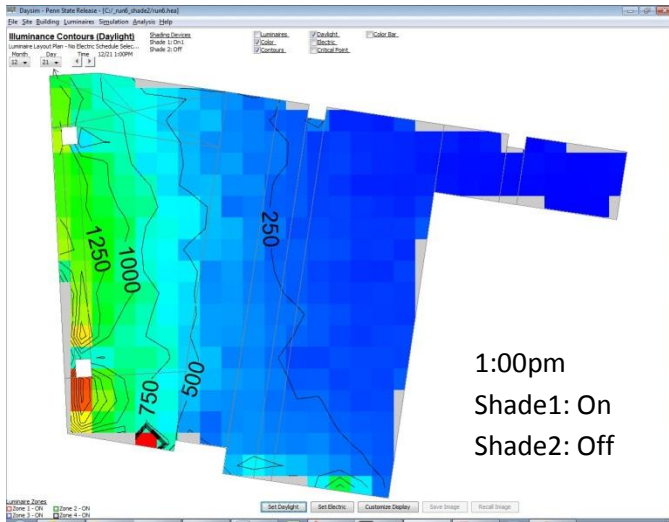 Daysim - Penn State Release - [C:/_run6_shade2/run6.hea]
File Site Building Luminaires Simulation Analysis Help
Illuminance Contours (Daylight)
Luminaire Layout Plan - No Electric Schedule Selec...
Month Day Time 12/21 1:00PM
12 21 < >
Shading Devices
Shade 1: On1
Shade 2: Off
Luminaires Daylight Color Bar
Color Electric
Contours Critical Point
1250
1000
250
750
500
1:00pm
Shade1: On
Shade2: Off
Luminaire Zones
Zone 1 - ON Zone 2 - ON
Zone 3 - ON Zone 4 - ON
Set Daylight Set Electric Customize Display Save Image Recall Image